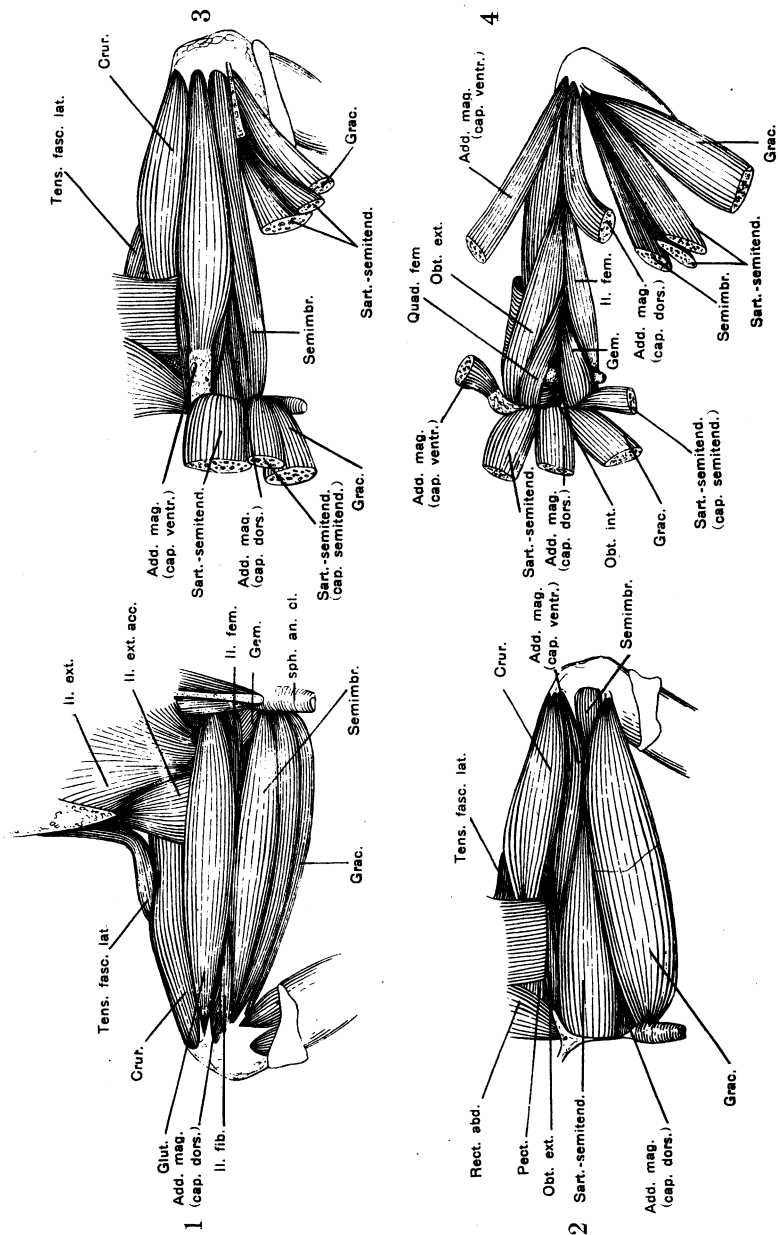 1
Il. ext.
Il. ext acc.
Tens. fasc. lat.
Crur.
Glut.
Add. mag.
(cap. dors.)
Il. fib.
Il. fem.
Gem.
sph. an. cl.
Semimbr.
Grac.
3
Tens. fasc. lat.
Crur.
Add. mag.
(cap. ventr.)
Sart.-semitend.
Add. maq.
(cap. dors.)
Sart.-semitend.
(cap. semitend.)
Grac.
Semimbr.
Sart.-semitend.
Grac.
2
Tens. fasc. lat.
Crur.
Add. mag.
(cap. ventr.)
Semimbr.
Rect. abd.
Pect.
Obt. ext.
Sart.-semitend.
Add. mag.
(cap. dors.)
Grac.
4
Add. mag.
(cap. ventr.)
Quad. fem
Obt. ext.
Add. mag.
(cap. ventr.)
Sart.-semitend.
Add. mag.
(cap. dors.)
Obt. int.
Grac.
Sart.-semitend.
(cap. semitend.)
Gem.
Il. fem.
Add. mag.
(cap. dors.)
Semimbr.
Sart.-semitend.
Grac.